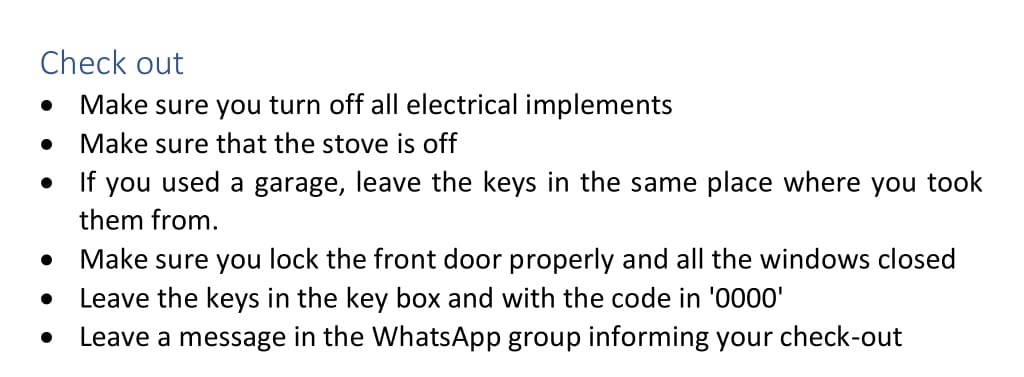 Check out
• Make sure you turn off all electrical implements
• Make sure that the stove is off
• If you used a garage, leave the keys in the same place where you took
them from.
• Make sure you lock the front door properly and all the windows closed
• Leave the keys in the key box and with the code in '0000'
• Leave a message in the WhatsApp group informing your check-out